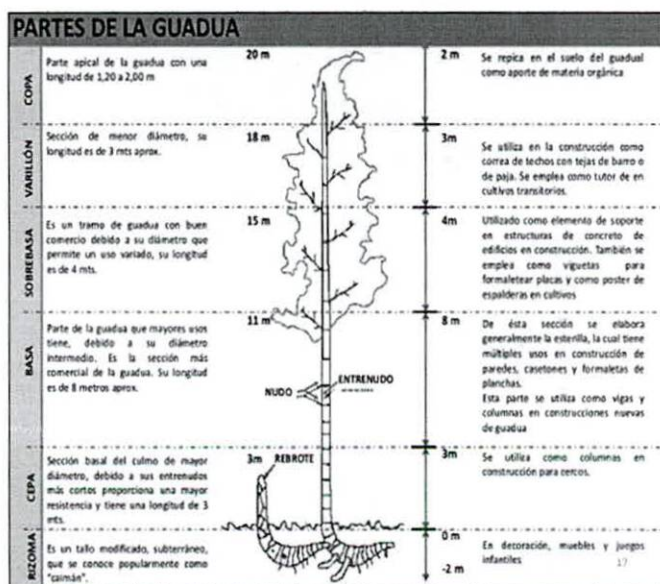 PARTES DE LA GUADUA
COPA
Parte apical de la guadua con una
longitud de 1,20 a 2,00 m
20 m
2 m
Se repica en el suelo del guadual
como aporte de materia orgánica
VARILLÓN
Sección de menor diámetro, su
longitud es de 3 mts aprox.
18 m
3m
Se utiliza en la construcción como
correa de techos con tejas de barro o
de paja. Se emplea como tutor de en
cultivos transitorios.
SOBREBASA
Es un tramo de guadua con buen
comercio debido a su diámetro que
permite un uso variado, su longitud
es de 4 mts.
15 m
4m
Utilizado como elemento de soporte
en estructuras de concreto de
edificios en construcción. También se
emplea como viguetas para
formaletear placas y como poster de
espalderas en cultivos
BASA
Parte de la guadua que mayores usos
tiene, debido a su diámetro
intermedio. Es la sección más
comercial de la guadua. Su longitud
es de 8 metros aprox.
11 m
8 m
NUDO
ENTRENUDO
De ésta sección se elabora
generalmente la esterilla, la cual tiene
múltiples usos en construcción de
paredes, casetones y formaletas de
planchas.
Esta parte se utiliza como vigas y
columnas en construcciones nuevas
de guadua
CEPA
Sección basal del culmo de mayor
diámetro, debido a sus entrenudos
más cortos proporciona una mayor
resistencia y tiene una longitud de 3
mts.
3m
REBROTE
3m
Se utiliza como columnas en
construcción para cercos.
RIZOMA
Es un tallo modificado, subterráneo,
que se conoce popularmente como
"caimán".
0 m
-2 m
En decoración, muebles y juegos
infantiles
17